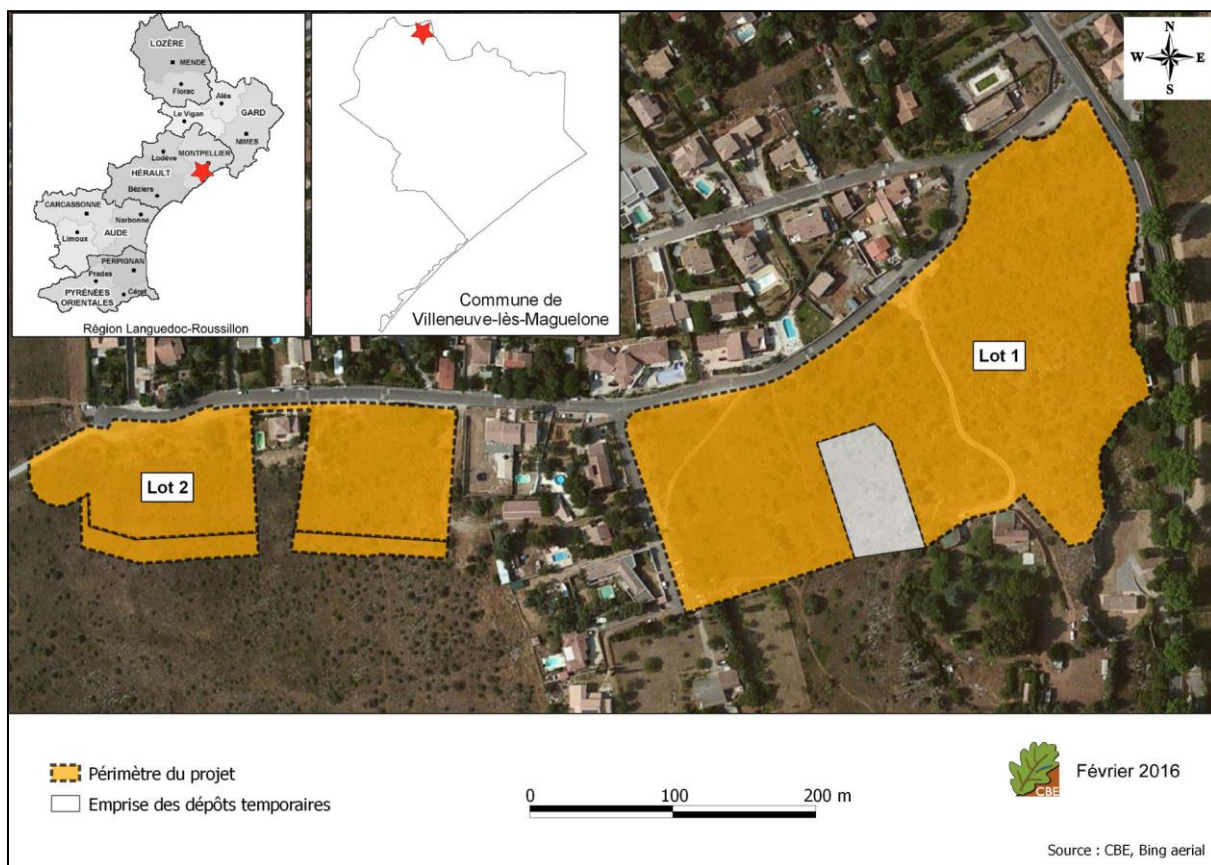 LOZÈRE
MENDE
Florac
Alès
Le Vigan
GARD
NIMES
MONTPELLIER
Lodève
HÉRAULT
Béziers
CARCASSONNE
Narbonne
Limoux
AUDE
PERPIGNAN
Prades
PYRÉNÉES
ORIENTALES
Céret
Région Languedoc-Roussillon
Commune de
Villeneuve-lès-Maguelone
N
W E
S
Lot 1
Lot 2
Périmètre du projet
Emprise des dépôts temporaires
0 100 200 m
CBE
Février 2016
Source : CBE, Bing aerial